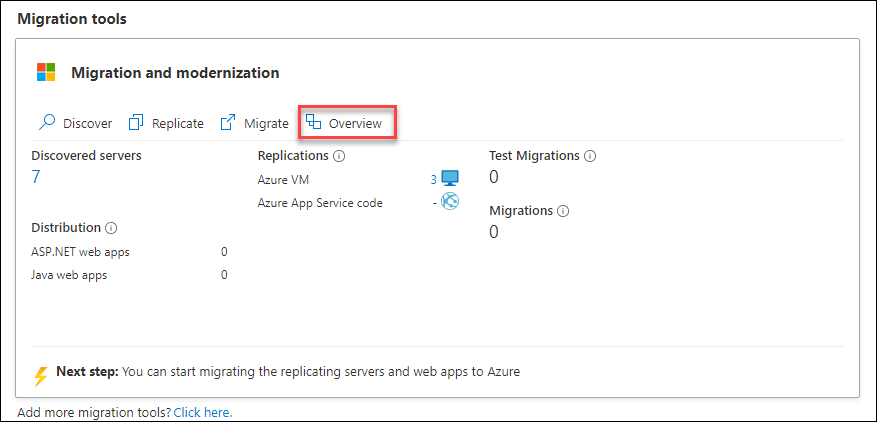 Migration tools
Migration and modernization
Discover Replicate Migrate Overview
Discovered servers
7
Distribution
ASP.NET web apps 0
Java web apps 0
Replications
Azure VM 3
Azure App Service code -
Test Migrations
0
Migrations
0
Next step: You can start migrating the replicating servers and web apps to Azure
Add more migration tools? Click here.